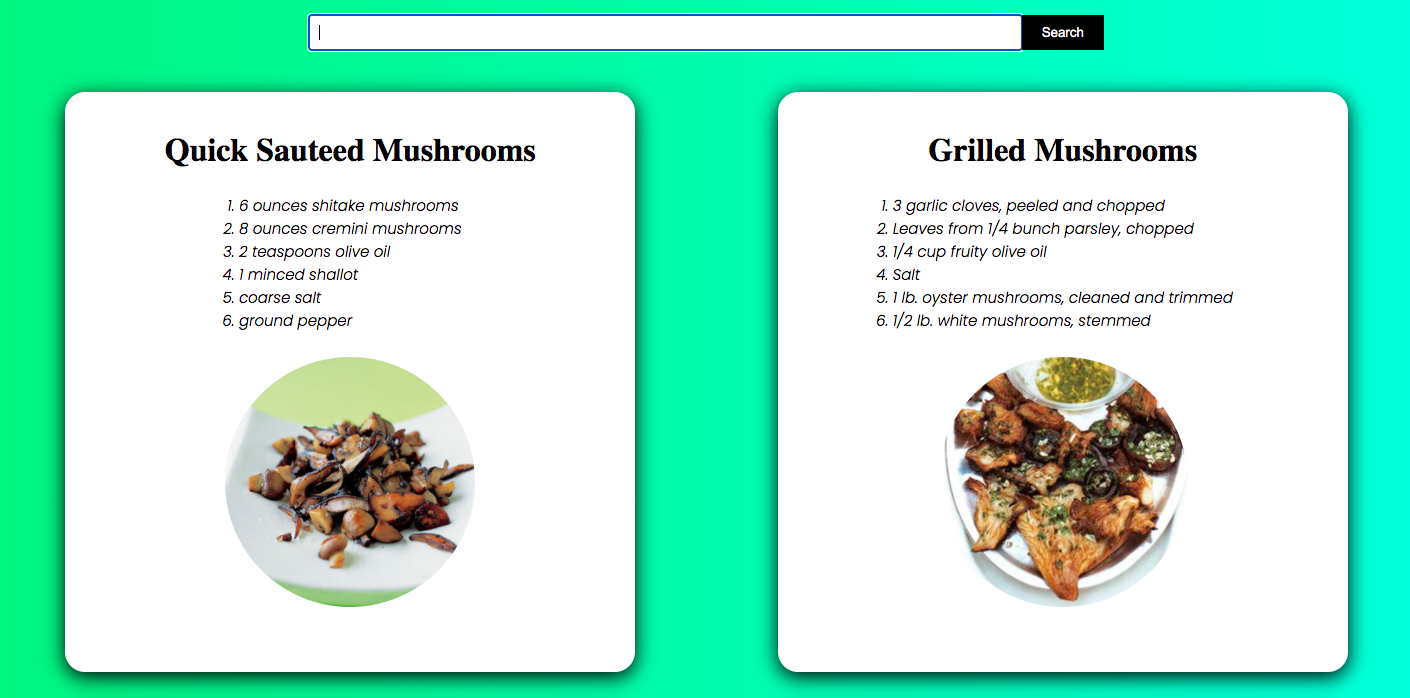 Search
Quick Sauteed Mushrooms
1. 6 ounces shitake mushrooms
2. 8 ounces cremini mushrooms
3. 2 teaspoons olive oil
4. 1 minced shallot
5. coarse salt
6. ground pepper
Grilled Mushrooms
1. 3 garlic cloves, peeled and chopped
2. Leaves from 1/4 bunch parsley, chopped
3. 1/4 cup fruity olive oil
4. Salt
5. 1 lb. oyster mushrooms, cleaned and trimmed
6. 1/2 lb. white mushrooms, stemmed